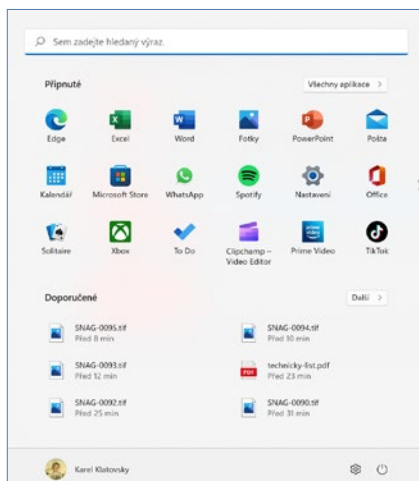 Sem zadejte hledaný výraz.
Připnuté
Všechny aplikace
Edge
Excel
Word
Fotky
PowerPoint
Pošta
Kalendář
Microsoft Store
WhatsApp
Spotify
Nastavení
Office
Solitaire
Xbox
To Do
Clipchamp –
Video Editor
prime video
Prime Video
TikTok
Doporučené
Další
SNAG-0095.tif
Před 8 min
SNAG-0094.tif
Před 10 min
SNAG-0093.tif
Před 12 min
PDF
technicky-list.pdf
Před 23 min
SNAG-0092.tif
Před 25 min
SNAG-0090.tif
Před 31 min
Karel Klatovsky